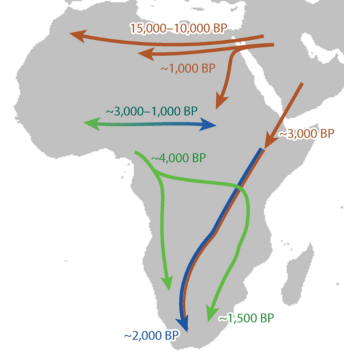 15,000–10,000 BP
~1,000 BP
~3,000–1,000 BP
~3,000 BP
~4,000 BP
~1,500 BP
~2,000 BP